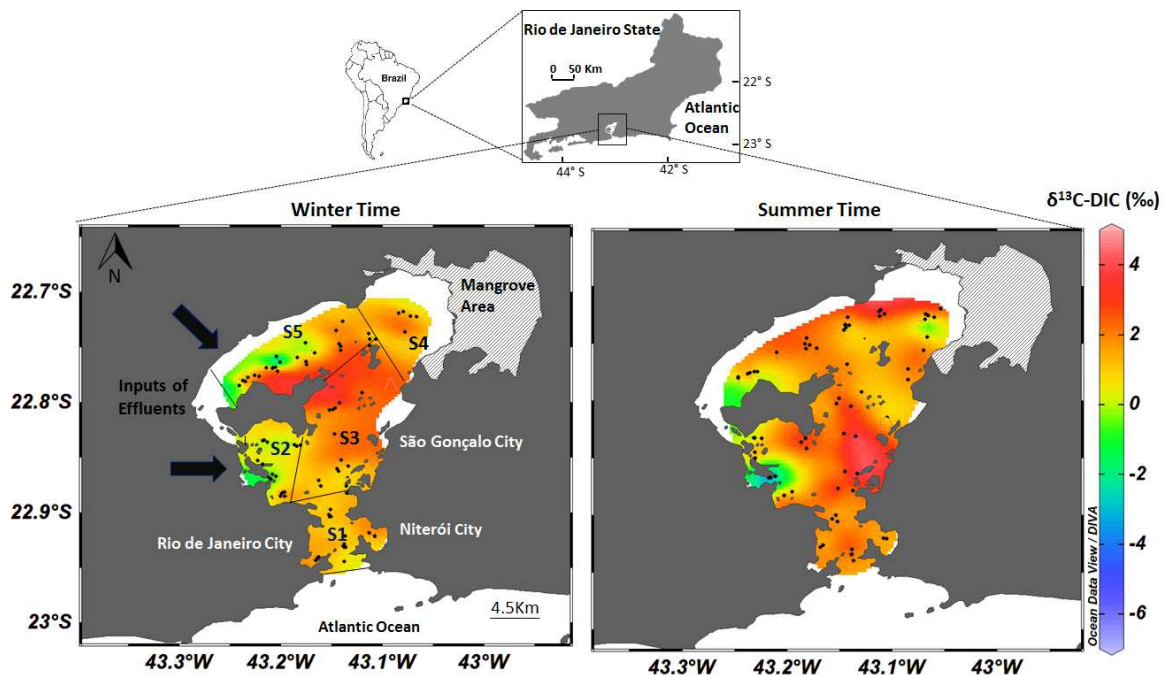 Brazil
Rio de Janeiro State
0 50 Km
Atlantic
Ocean
22° S
23° S
44° S
42° S
Winter Time
Summer Time
δ¹³C-DIC (‰)
N
22.7°S
22.8°S
22.9°S
23°S
Mangrove
Area
S5
S4
Inputs of
Effluents
S3
S2
São Gonçalo City
S1
Niterói City
Rio de Janeiro City
4.5Km
Atlantic Ocean
43.3°W 43.2°W 43.1°W 43°W
43.3°W 43.2°W 43.1°W 43°W
4
2
0
-2
-4
-6
Ocean Data View / DIVA